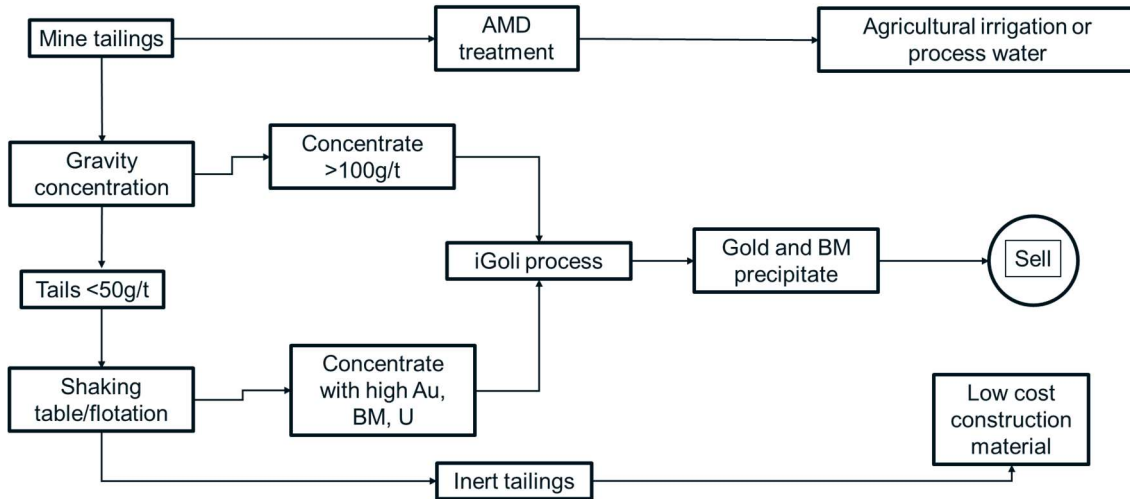 Mine tailings
AMD
treatment
Agricultural irrigation or
process water
Gravity
concentration
Concentrate
>100g/t
iGoli process
Gold and BM
precipitate
Sell
Tails <50g/t
Shaking
table/flotation
Concentrate
with high Au,
BM, U
Low cost
construction
material
Inert tailings